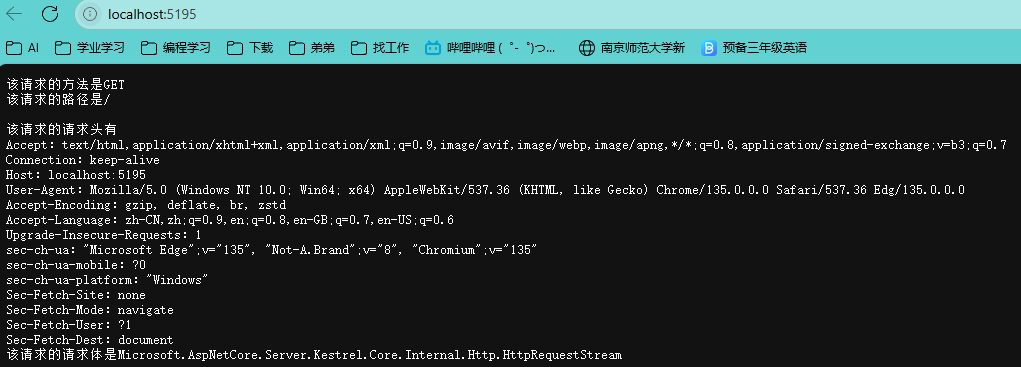 localhost:5195
AI 学业学习 编程学习 下载 弟弟 找工作 哔哩哔哩 (゜-゜)つ... 南京师范大学新 预备三年级英语
该请求的方法是GET
该请求的路径是/
该请求的请求头有
Accept: text/html,application/xhtml+xml,application/xml;q=0.9,image/avif,image/webp,image/apng,*/*;q=0.8,application/signed-exchange;v=b3;q=0.7
Connection: keep-alive
Host: localhost:5195
User-Agent: Mozilla/5.0 (Windows NT 10.0; Win64; x64) AppleWebKit/537.36 (KHTML, like Gecko) Chrome/135.0.0.0 Safari/537.36 Edg/135.0.0.0
Accept-Encoding: gzip, deflate, br, zstd
Accept-Language: zh-CN,zh;q=0.9,en;q=0.8,en-GB;q=0.7,en-US;q=0.6
Upgrade-Insecure-Requests: 1
sec-ch-ua: "Microsoft Edge";v="135", "Not-A.Brand";v="8", "Chromium";v="135"
sec-ch-ua-mobile: ?0
sec-ch-ua-platform: "Windows"
Sec-Fetch-Site: none
Sec-Fetch-Mode: navigate
Sec-Fetch-User: ?1
Sec-Fetch-Dest: document
该请求的请求体是Microsoft.AspNetCore.Server.Kestrel.Core.Internal.Http.HttpRequestStream